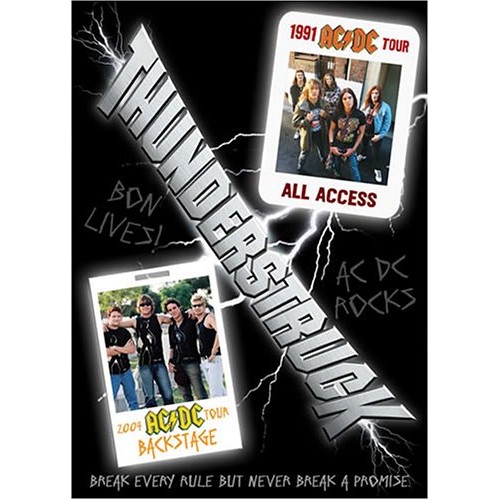 1991 AC/DC TOUR
ALL ACCESS
THUNDERSTRUCK
BON
LIVES!
AC DC
ROCKS
2004 AC/DC TOUR
BACKSTAGE
BREAK EVERY RULE BUT NEVER BREAK A PROMISE.